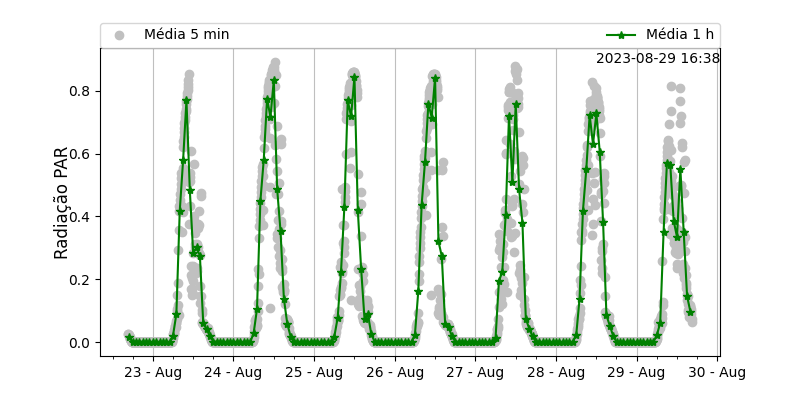 Média 5 min
Média 1 h
2023-08-29 16:38
Radiação PAR
0.8
0.6
0.4
0.2
0.0
23 - Aug
24 - Aug
25 - Aug
26 - Aug
27 - Aug
28 - Aug
29 - Aug
30 - Aug